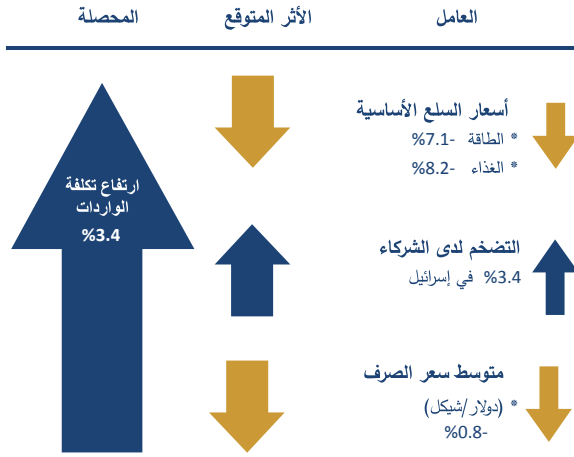 العامل
الأثر المتوقع
المحصلة
أسعار السلع الأساسية
* الطاقة -7.1%
* الغذاء -8.2%
التضخم لدى الشركاء
3.4% في إسرائيل
متوسط سعر الصرف
* (دولار/شيكل)
-0.8%
ارتفاع تكلفة
الواردات
3.4%